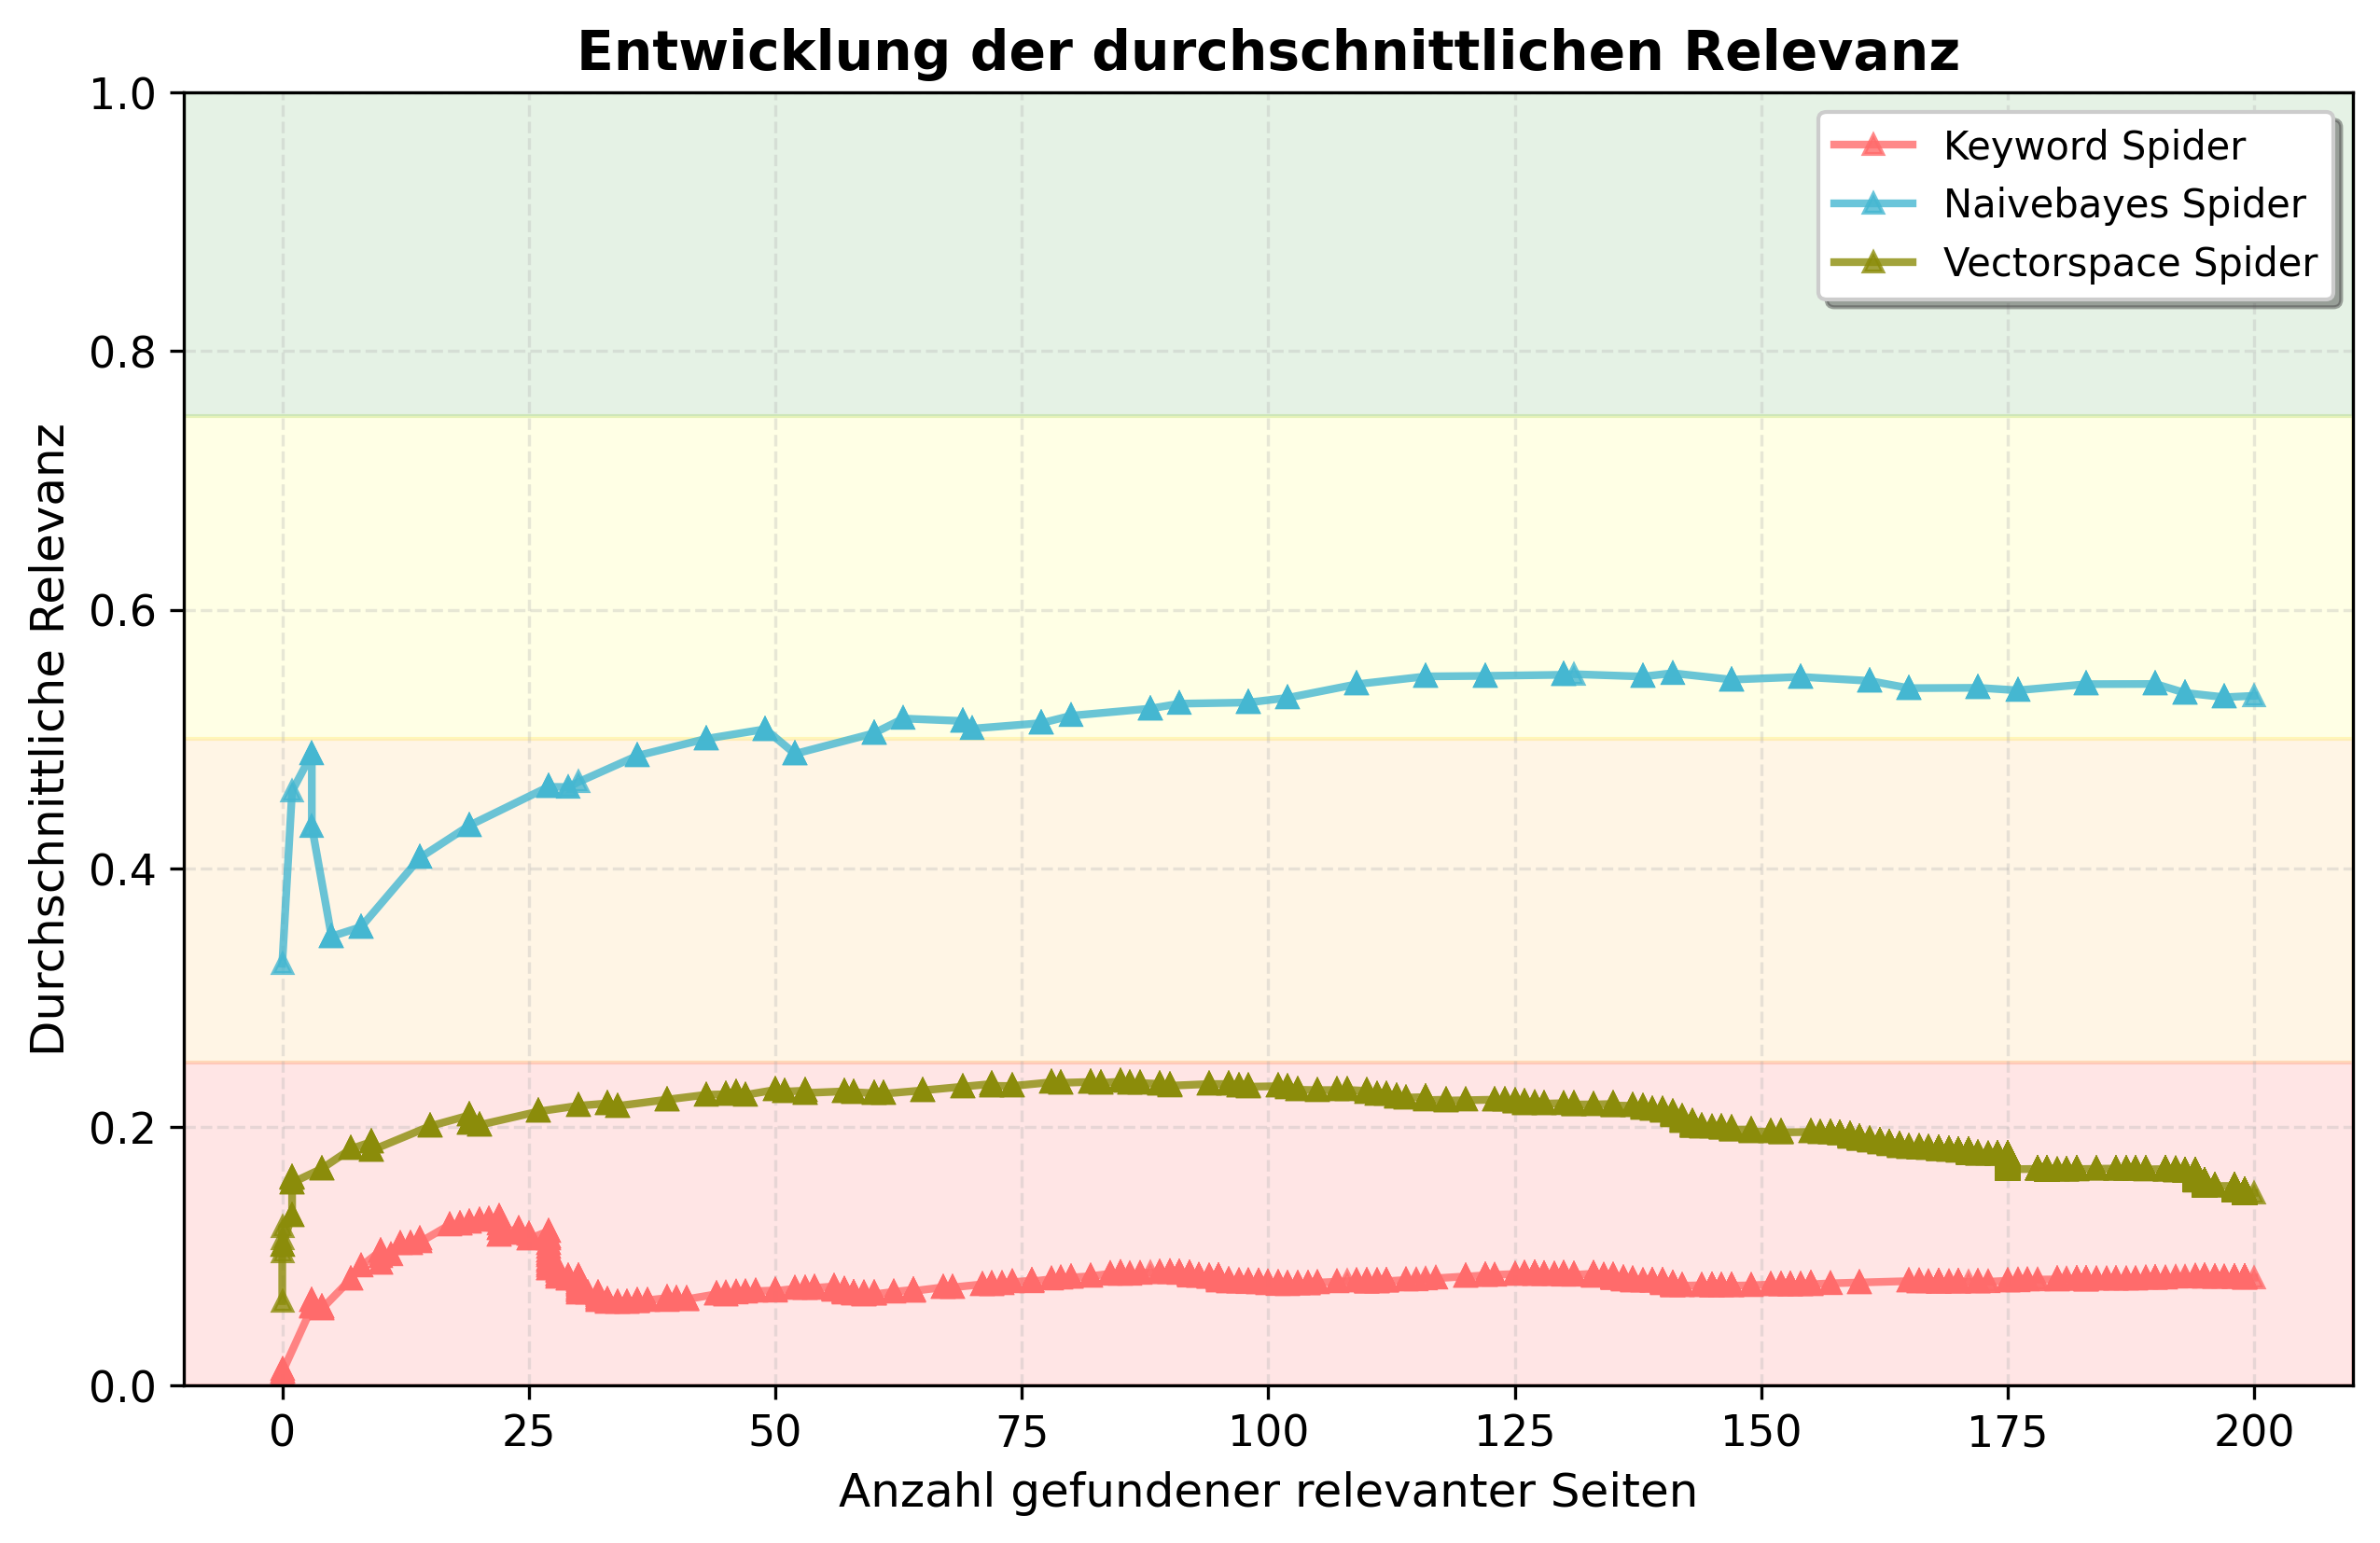 Entwicklung der durchschnittlichen Relevanz
Keyword Spider
Naivebayes Spider
Vectorspace Spider
Durchschnittliche Relevanz
1.0
0.8
0.6
0.4
0.2
0.0
0 25 50 75 100 125 150 175 200
Anzahl gefundener relevanter Seiten